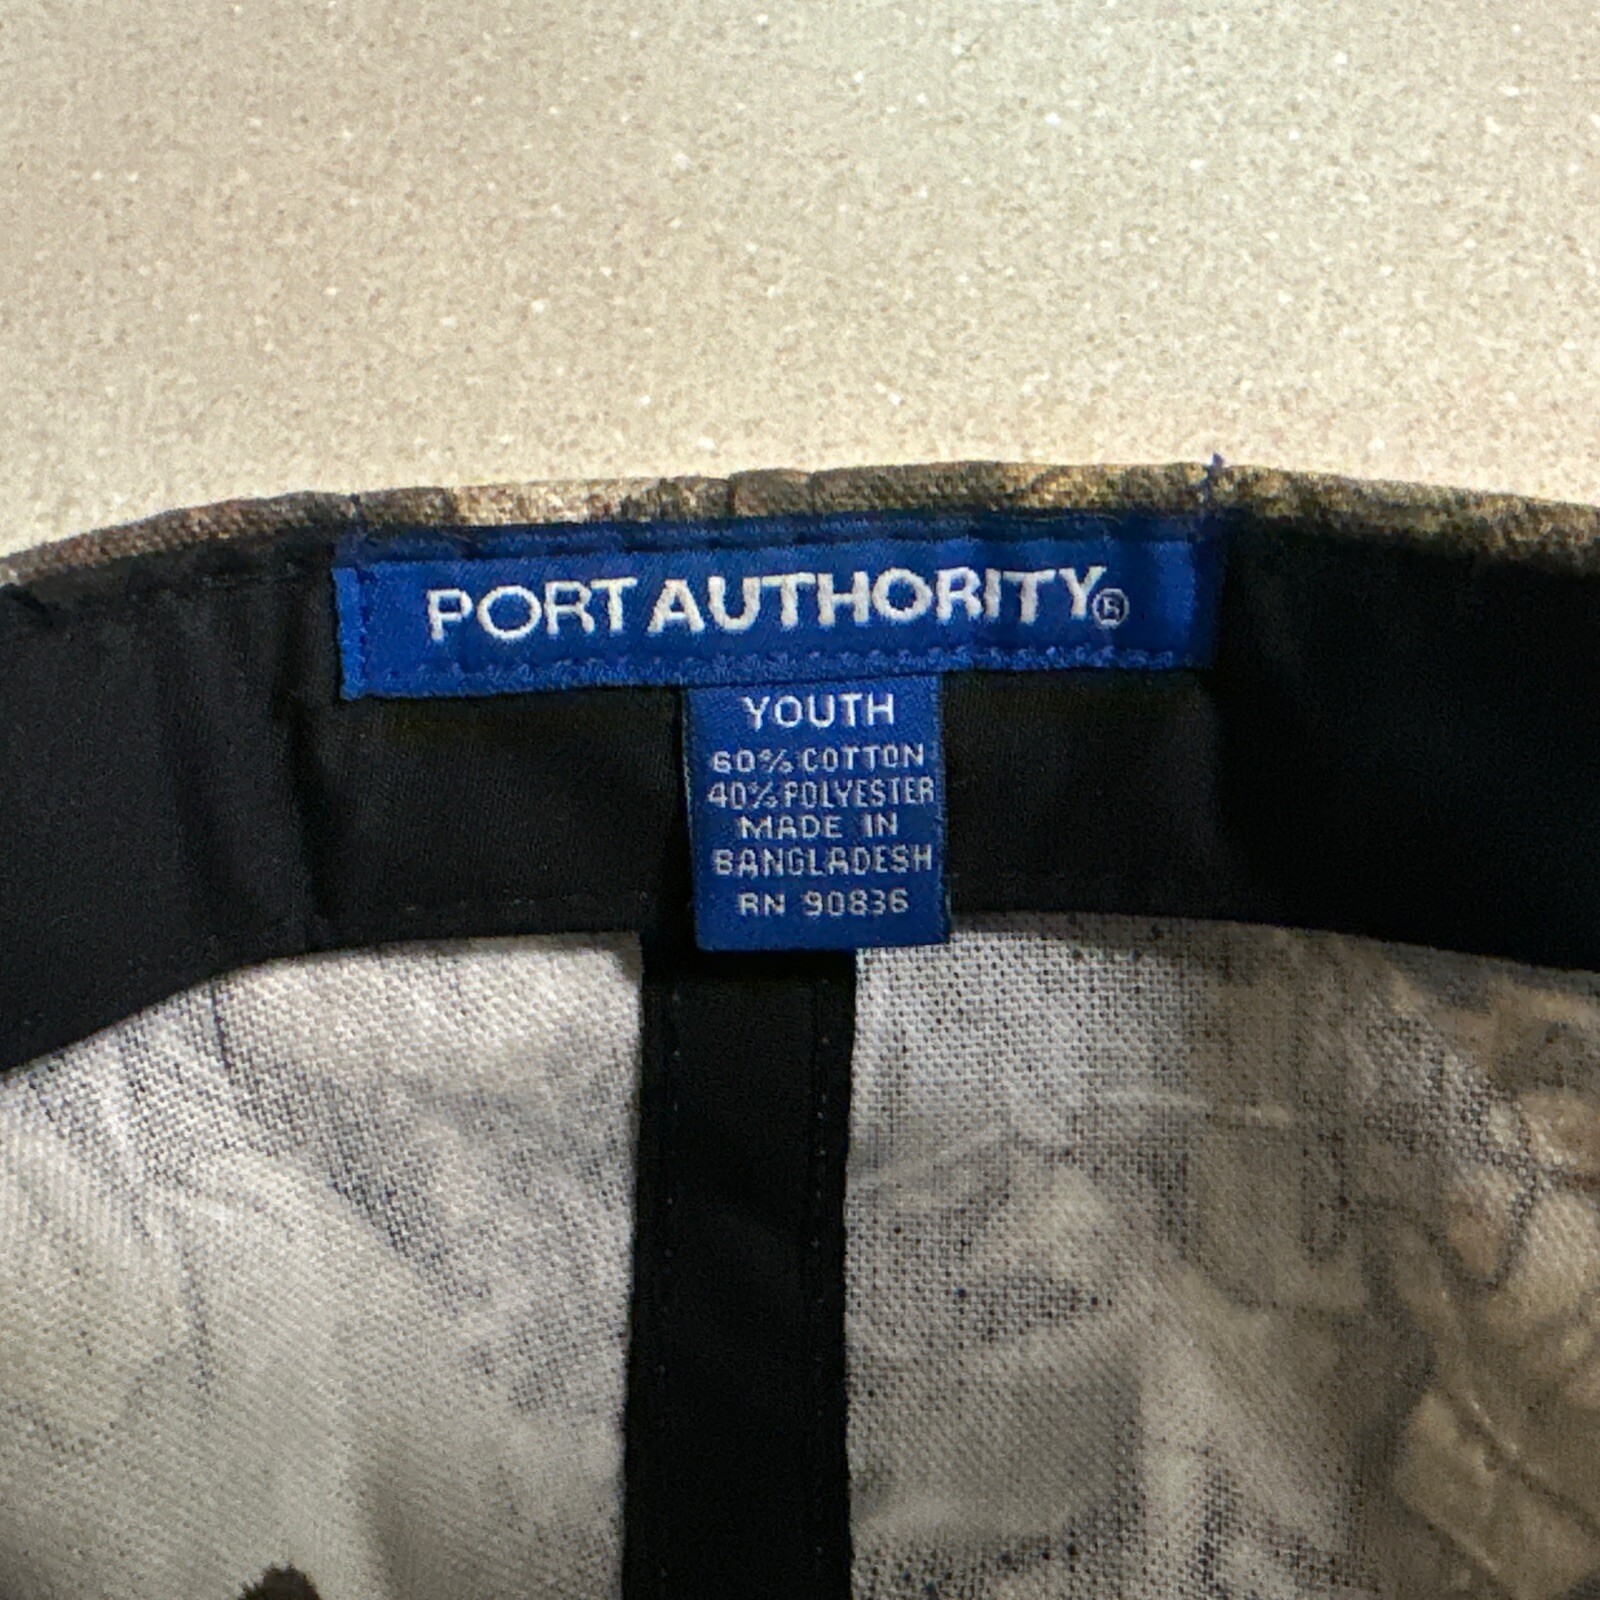 PORT AUTHORITY®
YOUTH
60% COTTON
40% POLYESTER
MADE IN
BANGLADESH
RN 90836